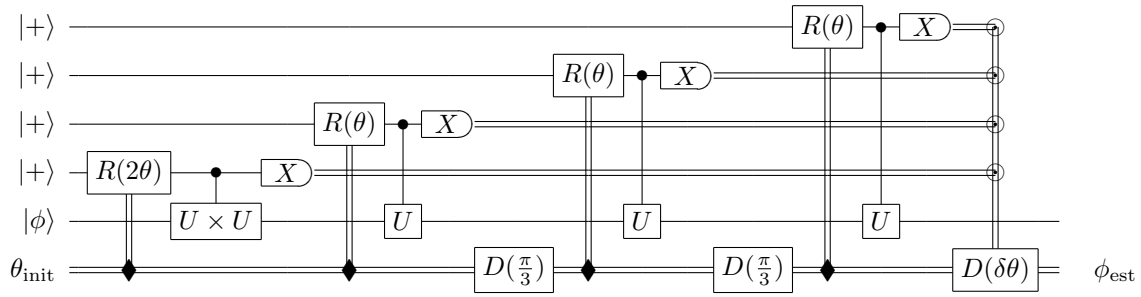 |+⟩ R(θ) X
|+⟩ R(θ) X
|+⟩ R(θ) X
|+⟩ R(2θ) X
|ϕ⟩ U × U U U U
θ_init D(π/3) D(π/3) D(δθ) ϕ_est